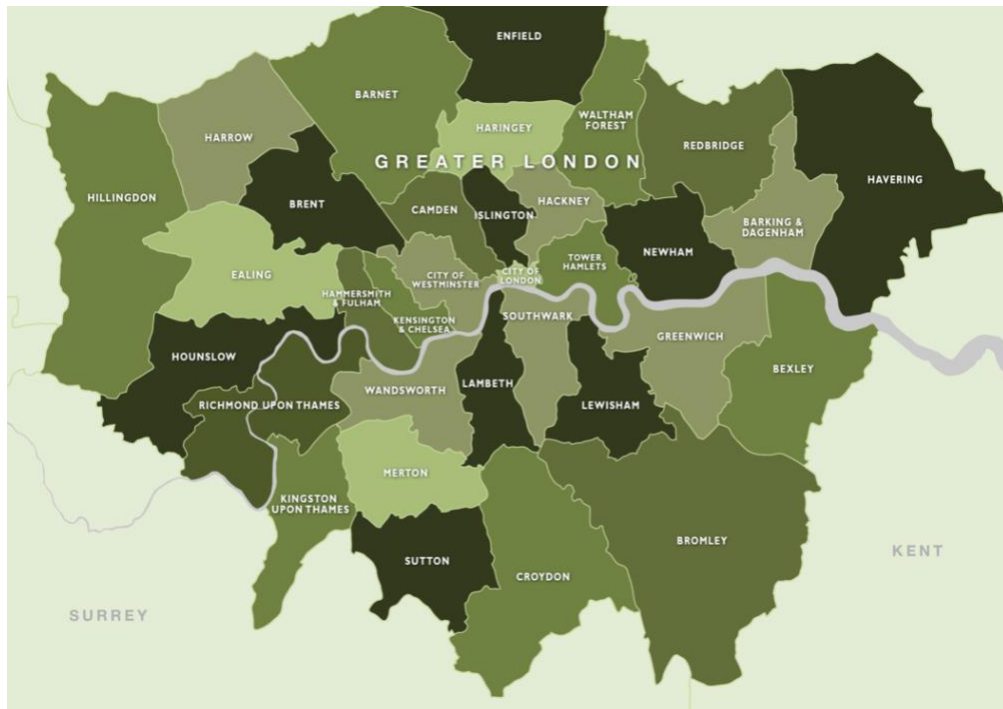 ENFIELD
BARNET
HARINGEY
WALTHAM
FOREST
HARROW
REDBRIDGE
GREATER LONDON
HAVERING
HILLINGDON
BRENT
CAMDEN
ISLINGTON
HACKNEY
BARKING &
DAGENHAM
NEWHAM
EALING
CITY OF
WESTMINSTER
CITY OF
LONDON
TOWER
HAMLETS
HAMMERSMITH
& FULHAM
KENSINGTON
& CHELSEA
SOUTHWARK
GREENWICH
HOUNSLOW
BEXLEY
WANDSWORTH
LAMBETH
RICHMOND UPON THAMES
LEWISHAM
MERTON
KINGSTON
UPON THAMES
BROMLEY
KENT
SUTTON
CROYDON
SURREY